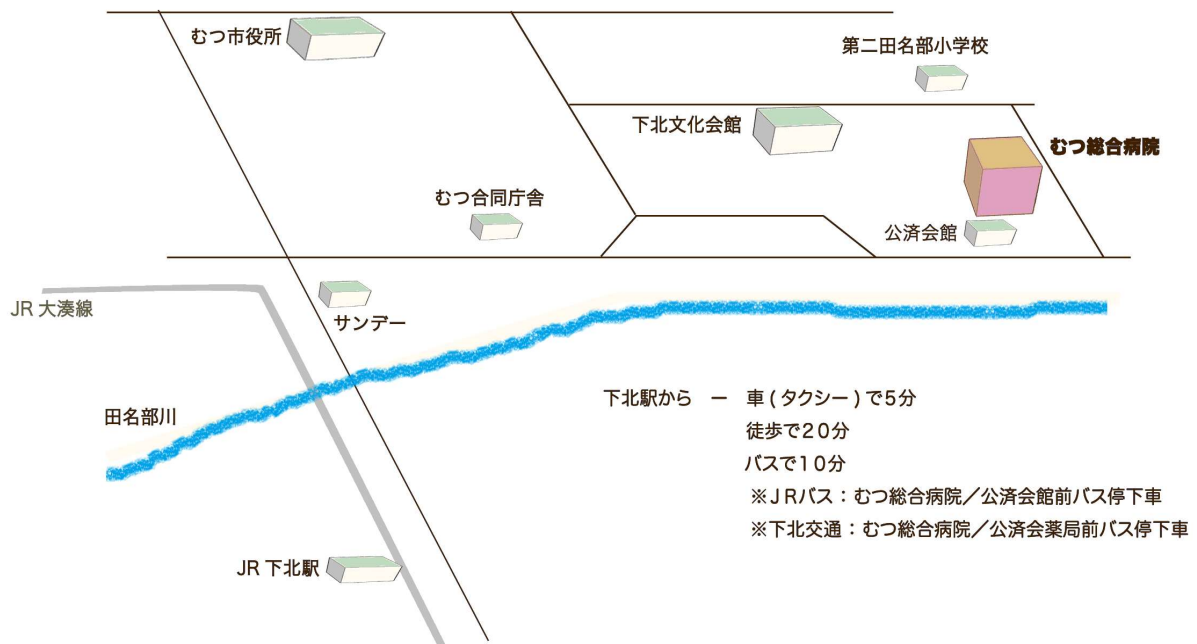 むつ市役所
第二田名部小学校
下北文化会館
むつ総合病院
むつ合同庁舎
公済会館
JR 大湊線
サンデー
田名部川
下北駅から ー 車(タクシー)で5分
徒歩で20分
バスで10分
※JRバス：むつ総合病院／公済会館前バス停下車
※下北交通：むつ総合病院／公済会薬局前バス停下車
JR 下北駅